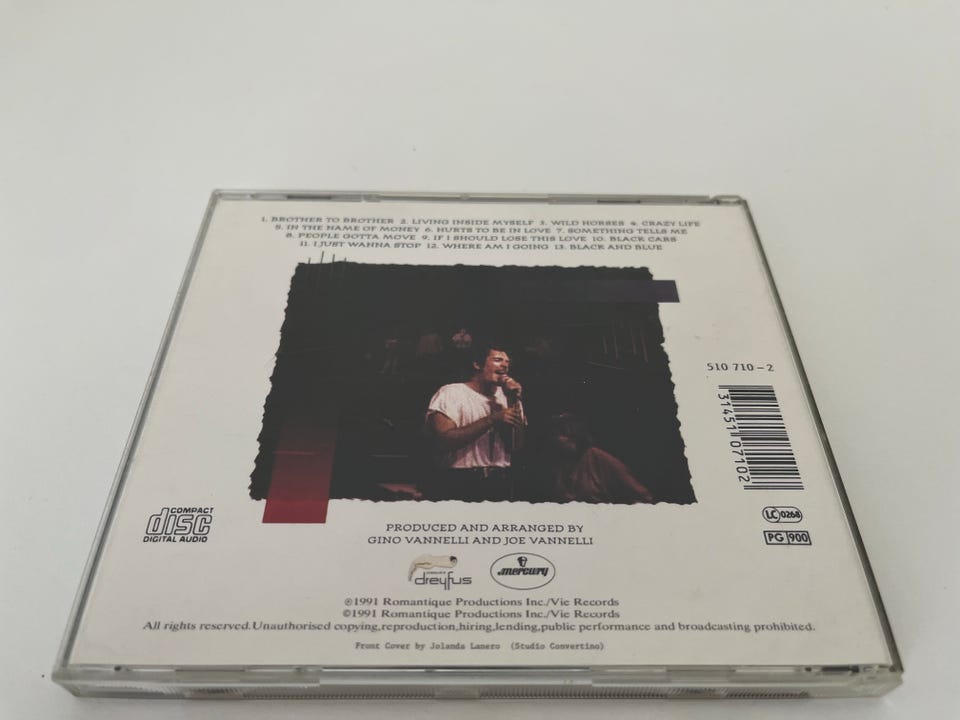 1. BROTHER TO BROTHER 2. LIVING INSIDE MYSELF 3. WILD HORSES 4. CRAZY LIFE
5. IN THE NAME OF MONEY 6. HURTS TO BE IN LOVE 7. SOMETHING TELLS ME
8. PEOPLE GOTTA MOVE 9. IF I SHOULD LOSE THIS LOVE 10. BLACK CARS
11. I JUST WANNA STOP 12. WHERE AM I GOING 13. BLACK AND BLUE
510 710-2
31451 07102
LC 0268
PG 900
COMPACT
disc
DIGITAL AUDIO
PRODUCED AND ARRANGED BY
GINO VANNELLI AND JOE VANNELLI
dreyfus
mercury
℗1991 Romantique Productions Inc./Vie Records
©1991 Romantique Productions Inc./Vie Records
All rights reserved.Unauthorised copying,reproduction,hiring,lending,public performance and broadcasting prohibited.
Front Cover by Jolanda Lanero (Studio Convertino)